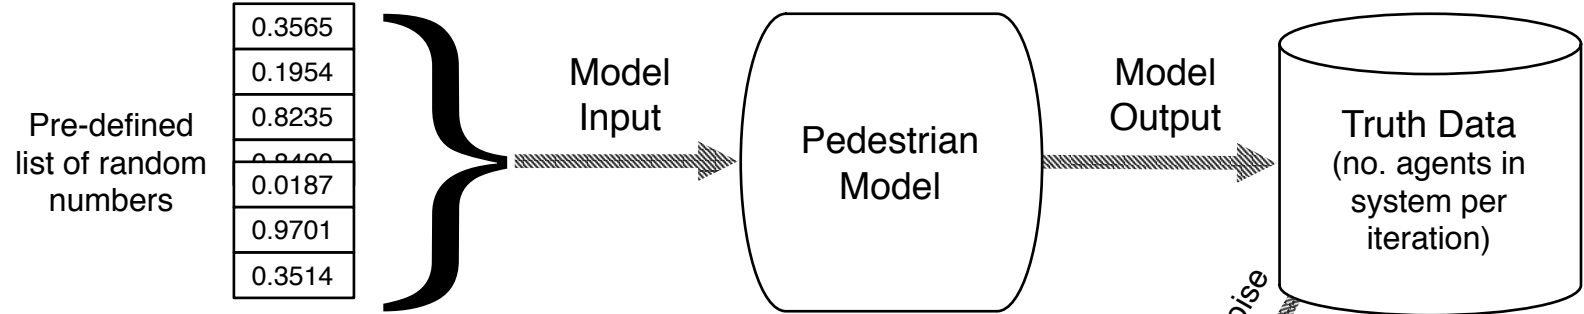 Pre-defined
list of random
numbers
0.3565
0.1954
0.8235
0.0187
0.9701
0.3514
Model
Input
Pedestrian
Model
Model
Output
Truth Data
(no. agents in
system per
iteration)